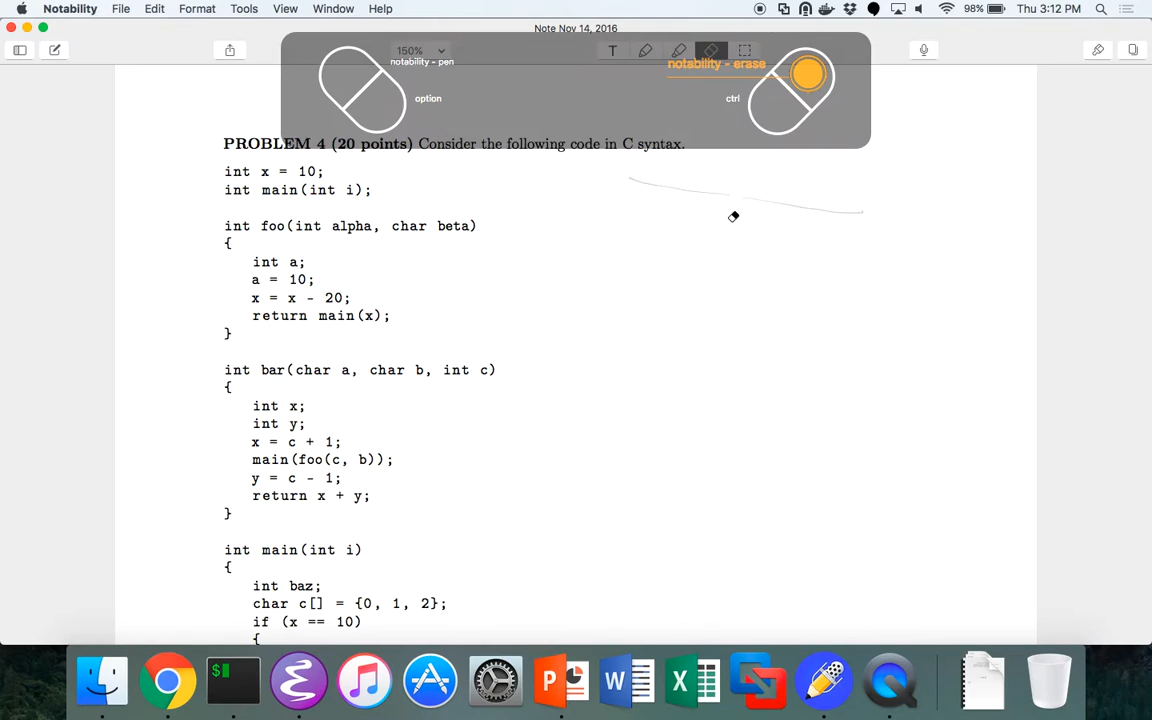 Notability File Edit Format Tools View Window Help 98% Thu 3:12 PM
Note Nov 14, 2016
150% T
notability - pen notability - erase
option ctrl
PROBLEM 4 (20 points) Consider the following code in C syntax.
int x = 10;
int main(int i);
int foo(int alpha, char beta)
{
int a;
a = 10;
x = x - 20;
return main(x);
}
int bar(char a, char b, int c)
{
int x;
int y;
x = c + 1;
main(foo(c, b));
y = c - 1;
return x + y;
}
int main(int i)
{
int baz;
char c[] = {0, 1, 2};
if (x == 10)
{
$ P W X